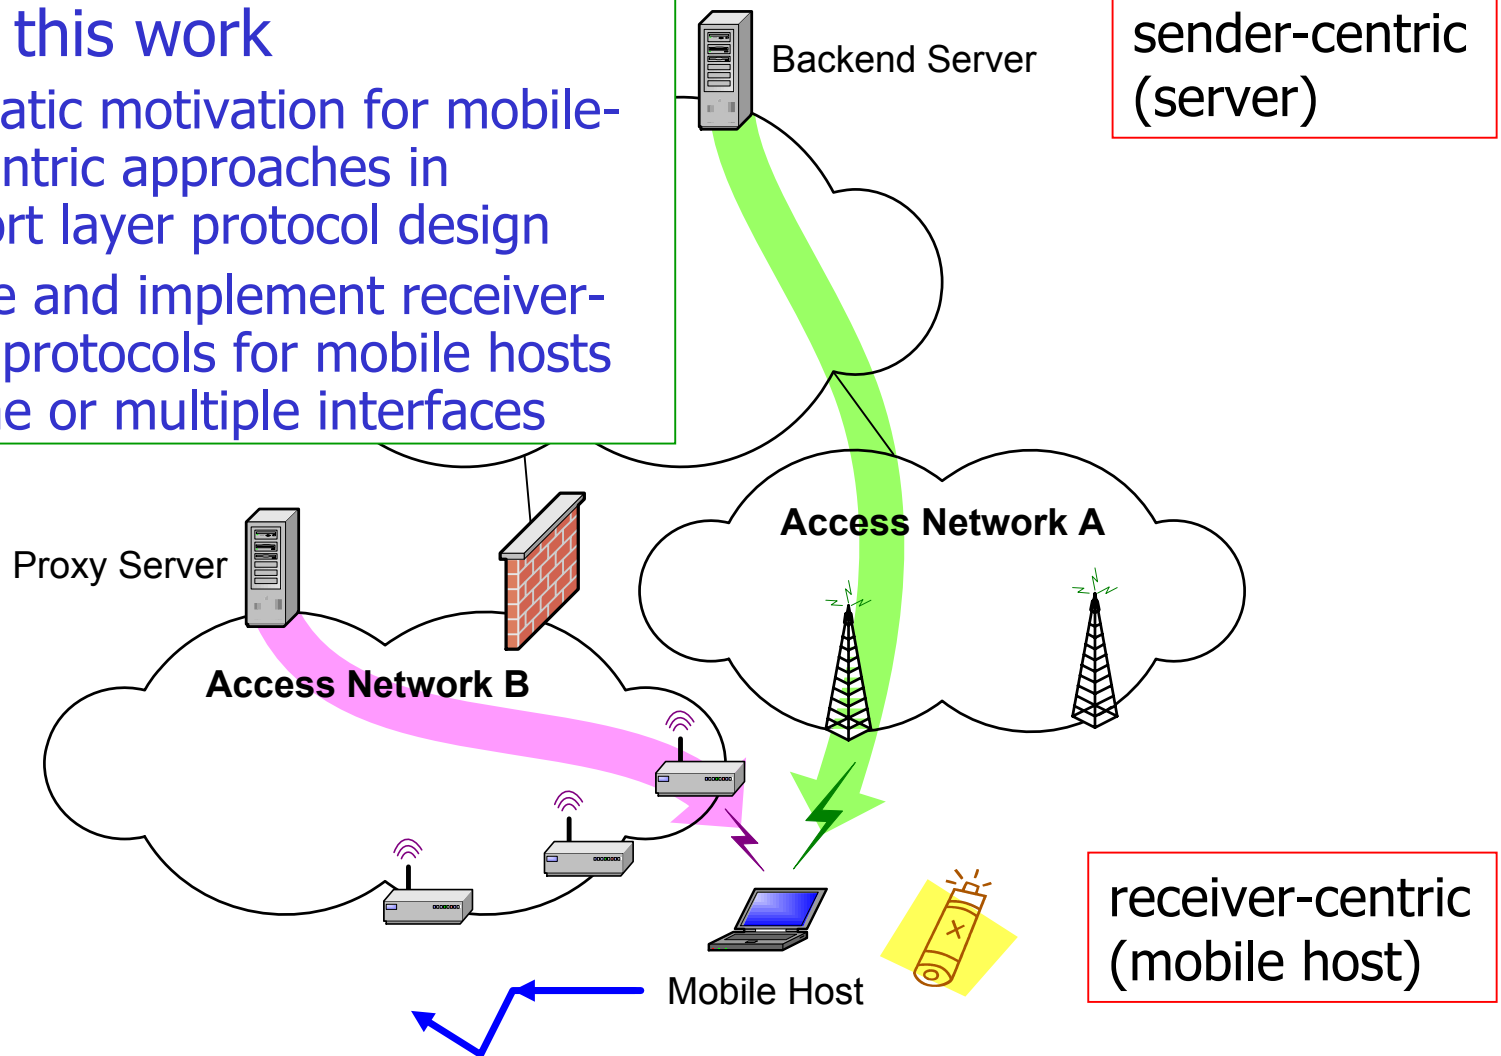 this work
atic motivation for mobile-
ntric approaches in
ort layer protocol design
e and implement receiver-
protocols for mobile hosts
ne or multiple interfaces
Backend Server
sender-centric
(server)
Access Network A
Proxy Server
Access Network B
receiver-centric
(mobile host)
Mobile Host